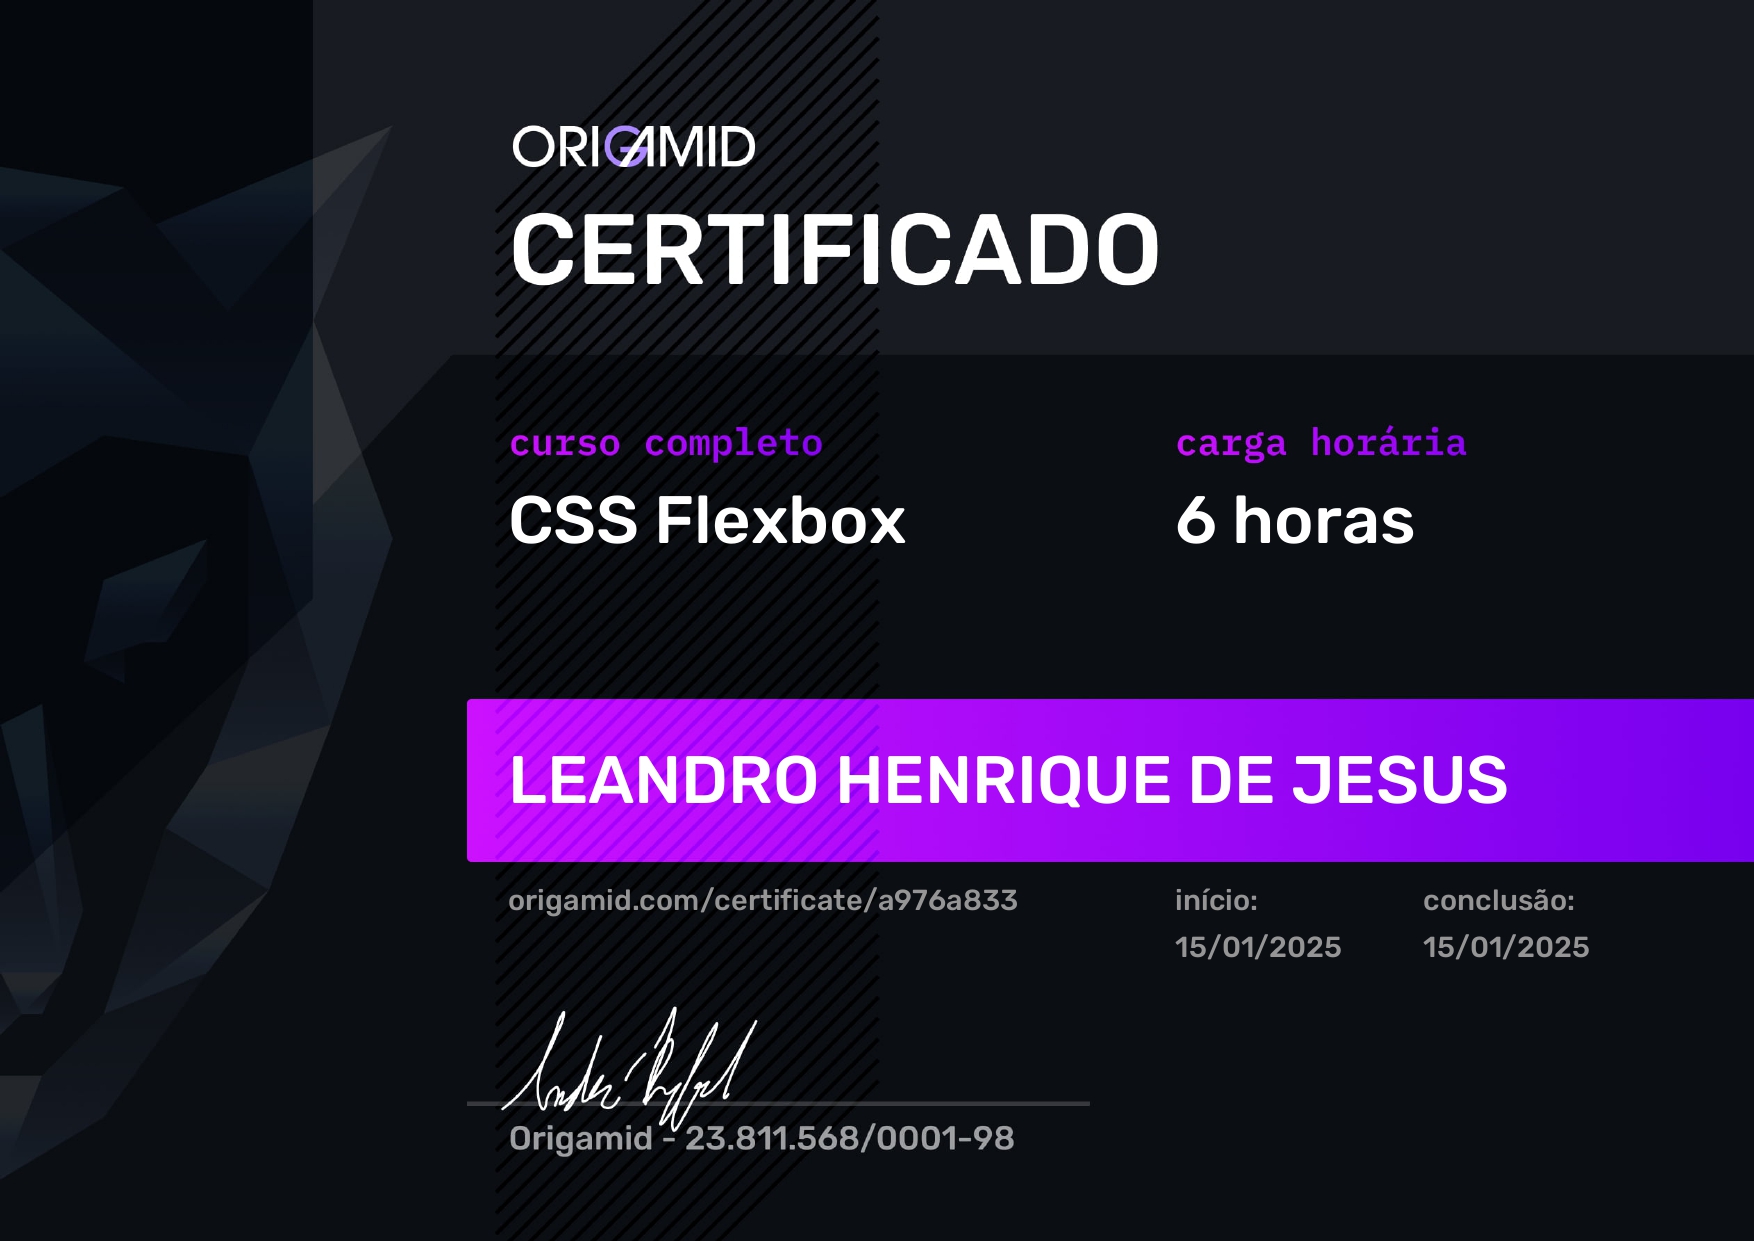 ORIGAMID
CERTIFICADO
curso completo
CSS Flexbox
carga horária
6 horas
LEANDRO HENRIQUE DE JESUS
origamid.com/certificate/a976a833
início:
15/01/2025
conclusão:
15/01/2025
Origamid - 23.811.568/0001-98